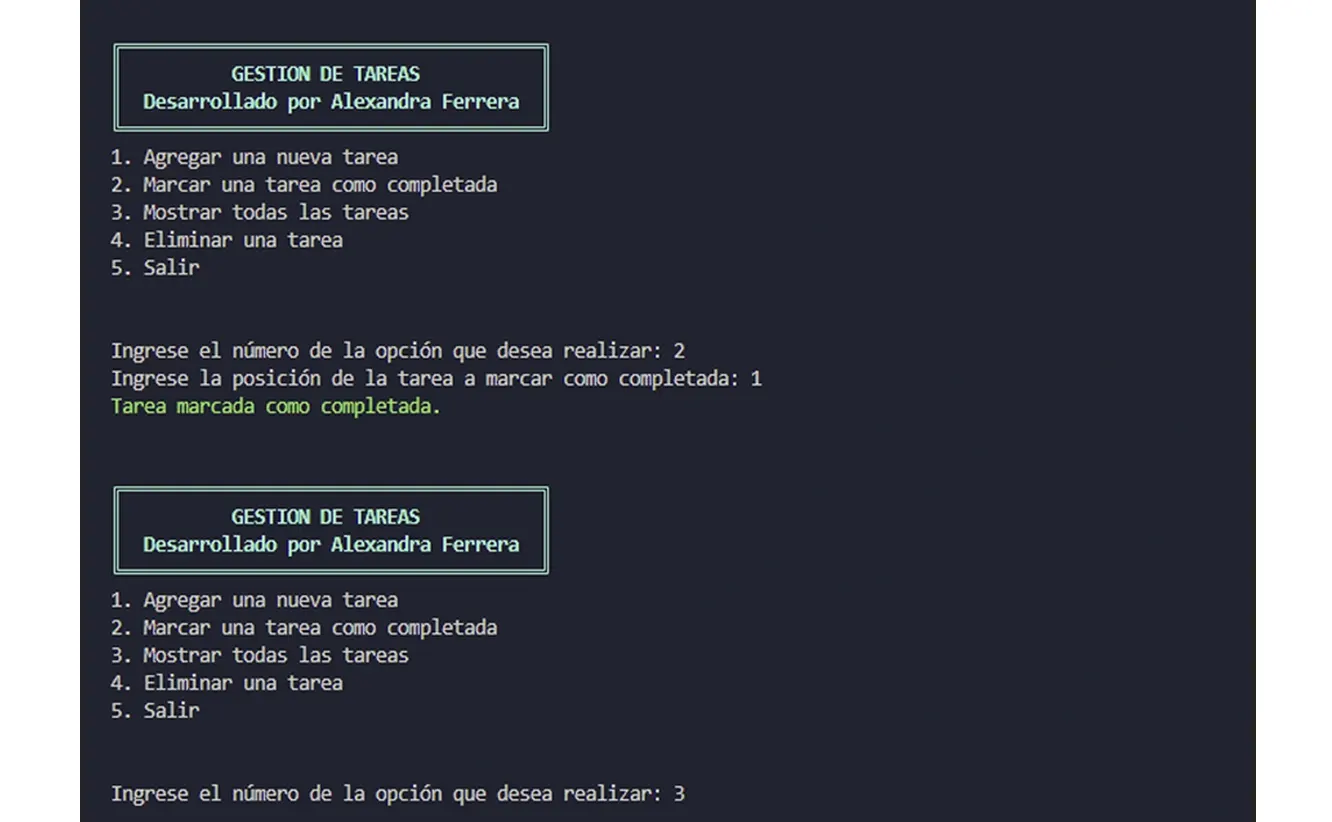 GESTION DE TAREAS
Desarrollado por Alexandra Ferrera
1. Agregar una nueva tarea
2. Marcar una tarea como completada
3. Mostrar todas las tareas
4. Eliminar una tarea
5. Salir
Ingrese el número de la opción que desea realizar: 2
Ingrese la posición de la tarea a marcar como completada: 1
Tarea marcada como completada.
GESTION DE TAREAS
Desarrollado por Alexandra Ferrera
1. Agregar una nueva tarea
2. Marcar una tarea como completada
3. Mostrar todas las tareas
4. Eliminar una tarea
5. Salir
Ingrese el número de la opción que desea realizar: 3